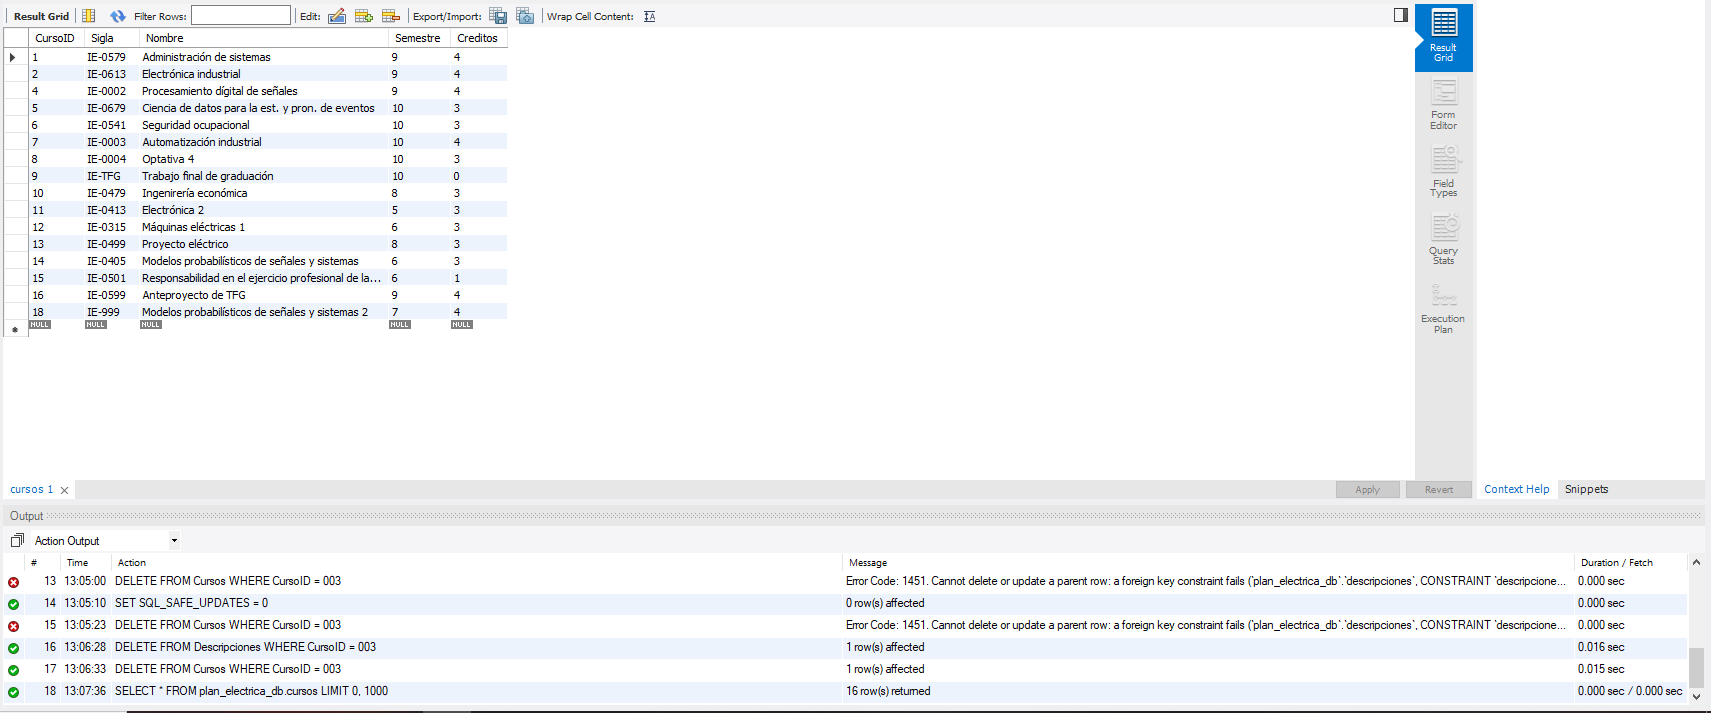 Result Grid Filter Rows: Edit: Export/Import: Wrap Cell Content:
CursoID Sigla Nombre Semestre Creditos
1 IE-0579 Administración de sistemas 9 4
2 IE-0613 Electrónica industrial 9 4
4 IE-0002 Procesamiento dígital de señales 9 4
5 IE-0679 Ciencia de datos para la est. y pron. de eventos 10 3
6 IE-0541 Seguridad ocupacional 10 3
7 IE-0003 Automatización industrial 10 4
8 IE-0004 Optativa 4 10 3
9 IE-TFG Trabajo final de graduación 10 0
10 IE-0479 Ingenirería económica 8 3
11 IE-0413 Electrónica 2 5 3
12 IE-0315 Máquinas eléctricas 1 6 3
13 IE-0499 Proyecto eléctrico 8 3
14 IE-0405 Modelos probabilísticos de señales y sistemas 6 3
15 IE-0501 Responsabilidad en el ejercicio profesional de la... 6 1
16 IE-0599 Anteproyecto de TFG 9 4
18 IE-999 Modelos probabilísticos de señales y sistemas 2 7 4
NULL NULL NULL NULL NULL
Result
Grid
Form
Editor
Field
Types
Query
Stats
Execution
Plan
cursos 1 Apply Revert Context Help Snippets
Output
Action Output
# Time Action Message Duration / Fetch
13 13:05:00 DELETE FROM Cursos WHERE CursoID = 003 Error Code: 1451. Cannot delete or update a parent row: a foreign key constraint fails (`plan_electrica_db`.`descripciones`, CONSTRAINT `descripcione... 0.000 sec
14 13:05:10 SET SQL_SAFE_UPDATES = 0 0 row(s) affected 0.000 sec
15 13:05:23 DELETE FROM Cursos WHERE CursoID = 003 Error Code: 1451. Cannot delete or update a parent row: a foreign key constraint fails (`plan_electrica_db`.`descripciones`, CONSTRAINT `descripcione... 0.000 sec
16 13:06:28 DELETE FROM Descripciones WHERE CursoID = 003 1 row(s) affected 0.016 sec
17 13:06:33 DELETE FROM Cursos WHERE CursoID = 003 1 row(s) affected 0.015 sec
18 13:07:36 SELECT * FROM plan_electrica_db.cursos LIMIT 0, 1000 16 row(s) returned 0.000 sec / 0.000 sec